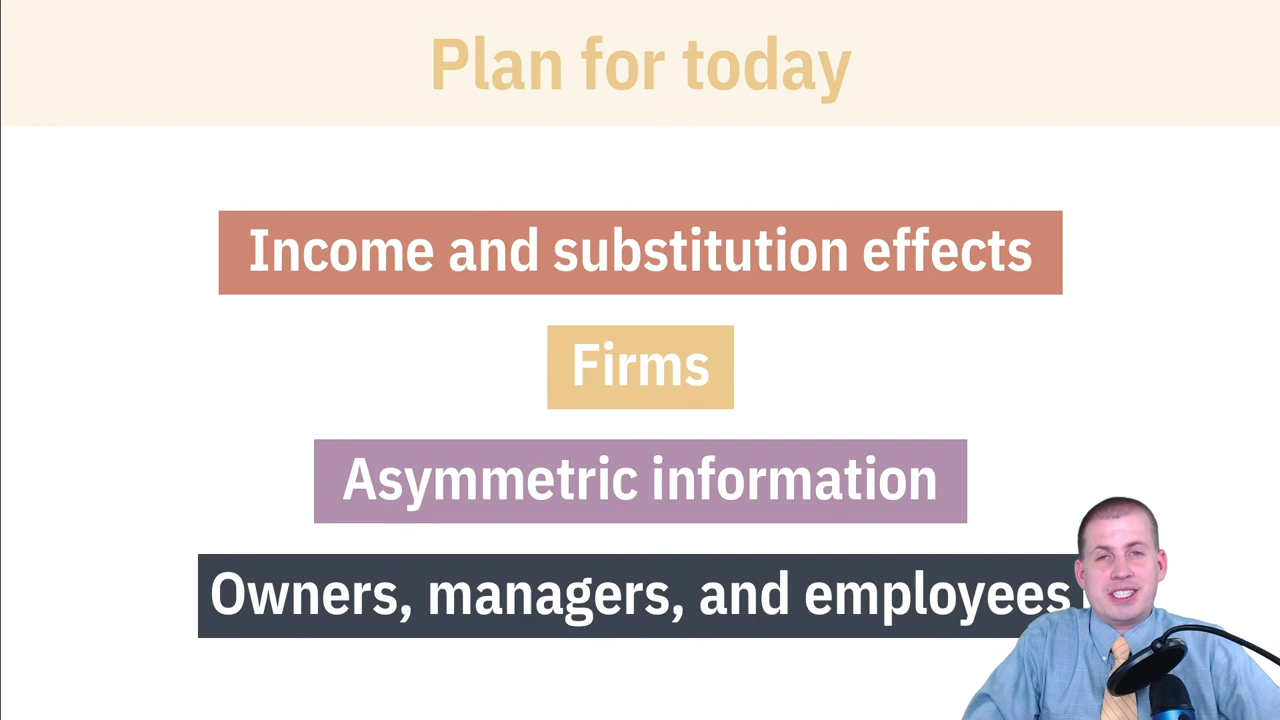 Plan for today
Income and substitution effects
Firms
Asymmetric information
Owners, managers, and employees